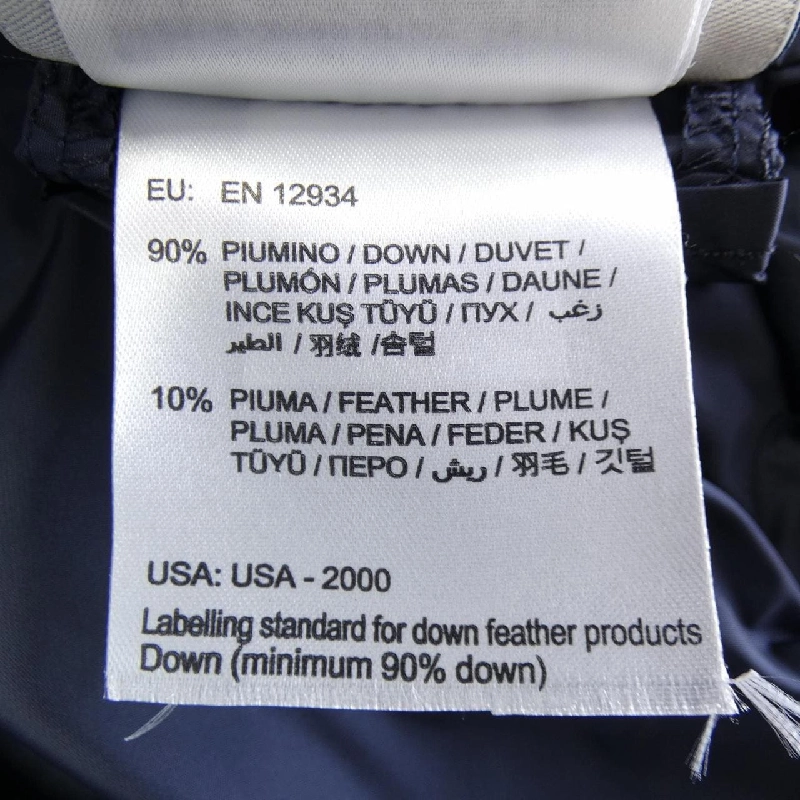 EU: EN 12934
90% PIUMINO / DOWN / DUVET /
PLUMÓN / PLUMAS / DAUNE /
INCE KUŞ TÜYÜ / ПУХ / زغب
الطير / 羽绒 /솜털
10% PIUMA / FEATHER / PLUME /
PLUMA / PENA / FEDER / KUŞ
TÜYÜ / ПЕРО / ريش / 羽毛 / 깃털
USA: USA - 2000
Labelling standard for down feather products
Down (minimum 90% down)